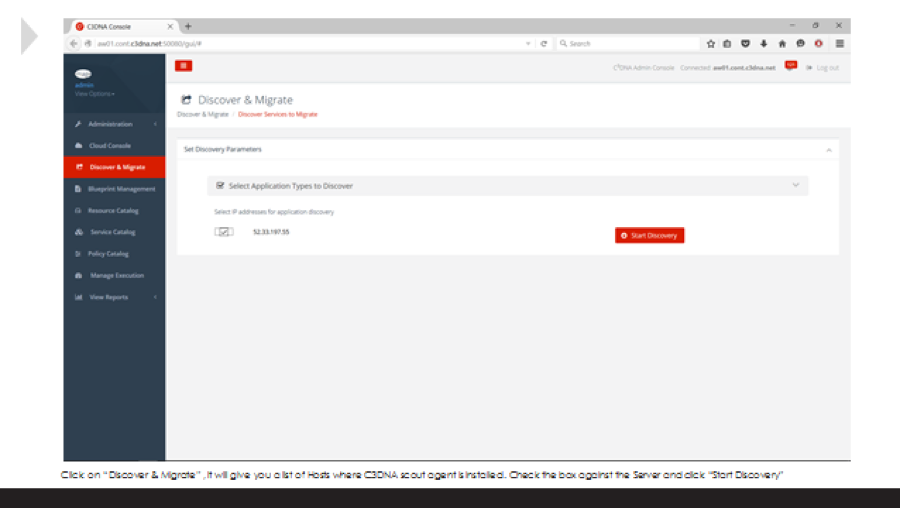 C3DNA Console
aw01.cont.c3dna.net:50080/gui/#
Search
C3DNA Admin Console Connected: aw01.cont.c3dna.net Log out
admin
View Options
Discover & Migrate
Discover & Migrate / Discover Services to Migrate
Administration
Cloud Console
Discover & Migrate
Blueprint Management
Resource Catalog
Service Catalog
Policy Catalog
Manage Execution
View Reports
Set Discovery Parameters
Select Application Types to Discover
Select IP addresses for application discovery
52.33.197.55
Start Discovery
Click on "Discover & Migrate", it will give you a list of Hosts where C3DNA scout agent is installed. Check the box against the Server and click "Start Discovery"